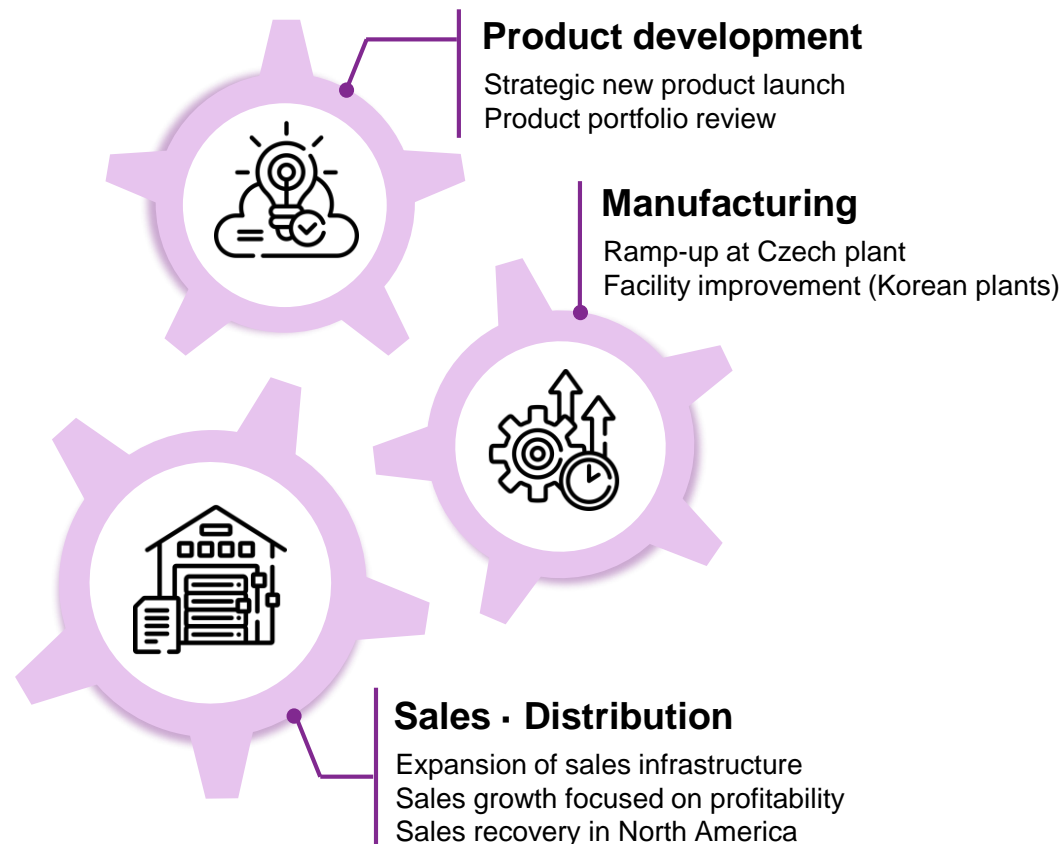 Product development
Strategic new product launch
Product portfolio review
Manufacturing
Ramp-up at Czech plant
Facility improvement (Korean plants)
Sales · Distribution
Expansion of sales infrastructure
Sales growth focused on profitability
Sales recovery in North America